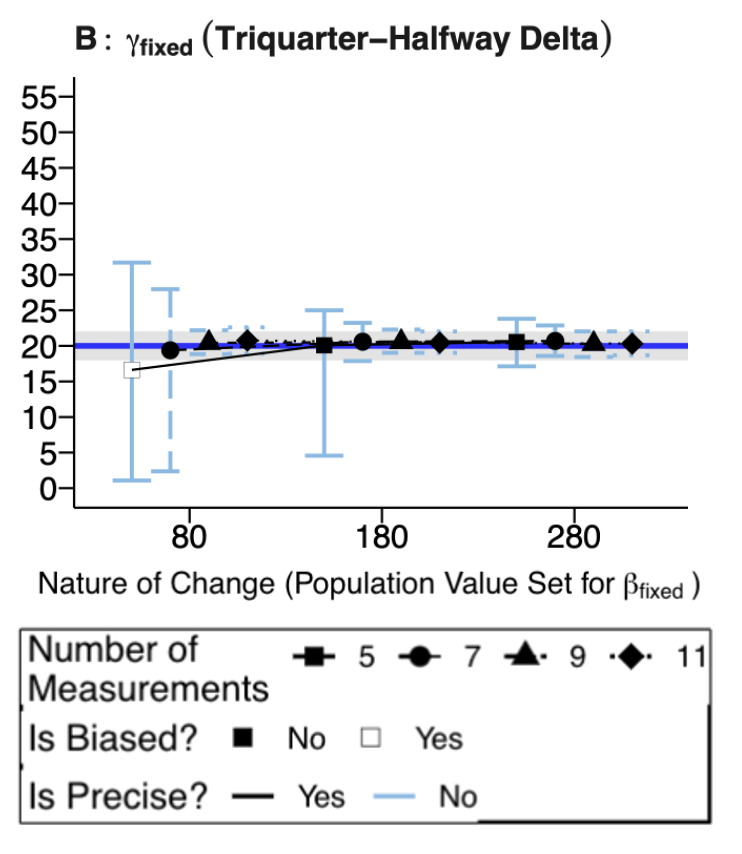 B: γfixed (Triquarter−Halfway Delta)
55
50
45
40
35
30
25
20
15
10
5
0
80 180 280
Nature of Change (Population Value Set for βfixed )
Number of Measurements 5 7 9 11
Is Biased? No Yes
Is Precise? Yes No